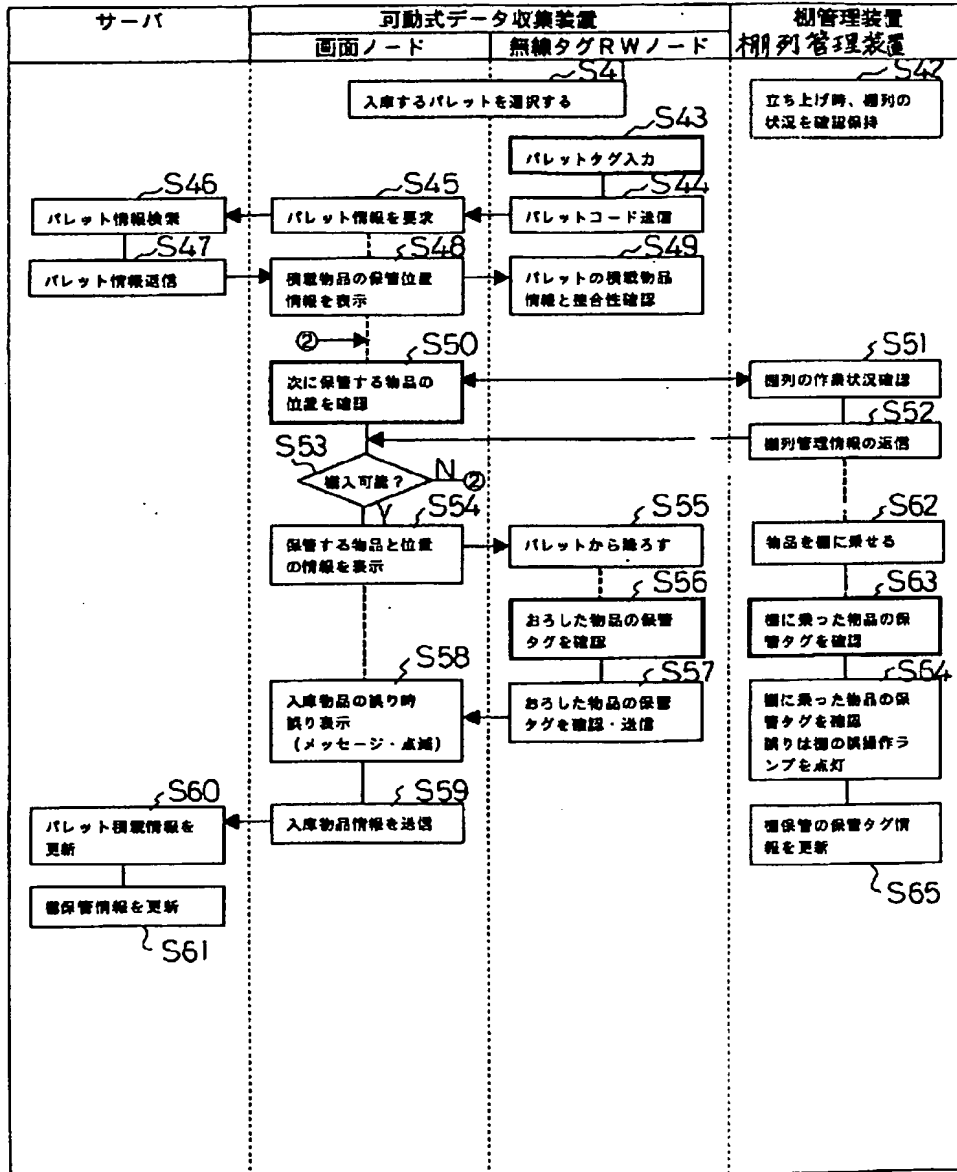 サーバ
可動式データ収集装置
棚管理装置
画面ノード
無線タグRWノード
棚列管理装置
S41
入庫するパレットを選択する
S42
立ち上げ時、棚列の
状況を確認保持
S43
パレットタグ入力
S44
パレットコード送信
S45
パレット情報を要求
S46
パレット情報検索
S47
パレット情報返信
S48
積載物品の保管位置
情報を表示
S49
パレットの積載物品
情報と整合性確認
②
S50
次に保管する物品の
位置を確認
S51
棚列の作業状況確認
S52
棚列管理情報の返信
S53
棚入可能?
N
②
Y
S54
保管する物品と位置
の情報を表示
S55
パレットから降ろす
S56
おろした物品の保管
タグを確認
S57
おろした物品の保管
タグを確認・送信
S58
入庫物品の誤り時
誤り表示
(メッセージ・点滅)
S59
入庫物品情報を送信
S60
パレット積載情報を
更新
棚保管情報を更新
S61
S62
物品を棚に乗せる
S63
棚に乗った物品の保
管タグを確認
S64
棚に乗った物品の保
管タグを確認
誤りは棚の誤操作ラ
ンプを点灯
棚保管の保管タグ情
報を更新
S65